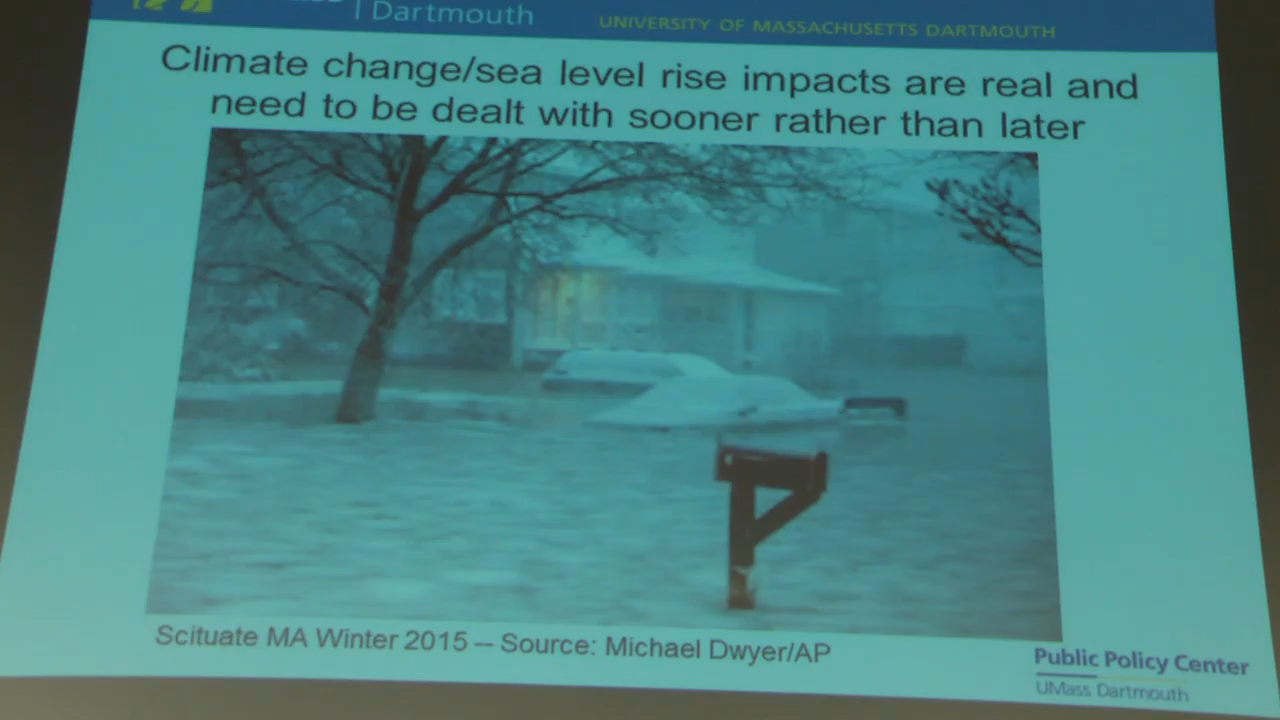 Dartmouth
UNIVERSITY OF MASSACHUSETTS DARTMOUTH
Climate change/sea level rise impacts are real and
need to be dealt with sooner rather than later
Scituate MA Winter 2015 -- Source: Michael Dwyer/AP
Public Policy Center
UMass Dartmouth